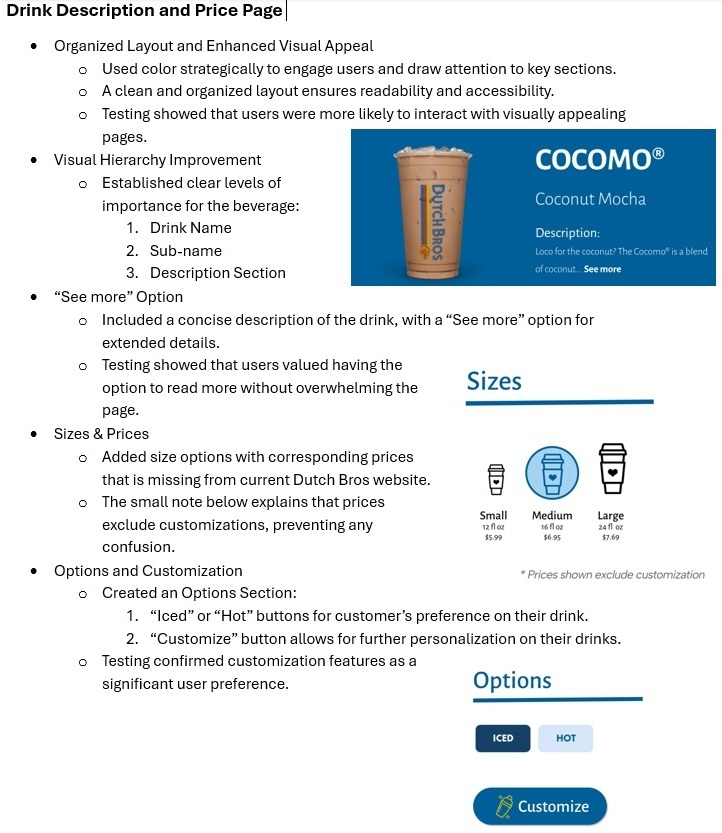 Drink Description and Price Page
• Organized Layout and Enhanced Visual Appeal
o Used color strategically to engage users and draw attention to key sections.
o A clean and organized layout ensures readability and accessibility.
o Testing showed that users were more likely to interact with visually appealing
pages.
• Visual Hierarchy Improvement
o Established clear levels of
importance for the beverage:
1. Drink Name
2. Sub-name
3. Description Section
DUTCH BROS
COCOMO®
Coconut Mocha
Description:
Loco for the coconut? The Cocomo® is a blend
of coconut... See more
• “See more” Option
o Included a concise description of the drink, with a “See more” option for
extended details.
o Testing showed that users valued having the
option to read more without overwhelming the
page.
• Sizes & Prices
o Added size options with corresponding prices
that is missing from current Dutch Bros website.
o The small note below explains that prices
exclude customizations, preventing any
confusion.
Sizes
Small Medium Large
12 fl oz 16 fl oz 24 fl oz
$5.99 $6.95 $7.69
* Prices shown exclude customization
• Options and Customization
o Created an Options Section:
1. “Iced” or “Hot” buttons for customer’s preference on their drink.
2. “Customize” button allows for further personalization on their drinks.
o Testing confirmed customization features as a
significant user preference.
Options
ICED HOT
Customize